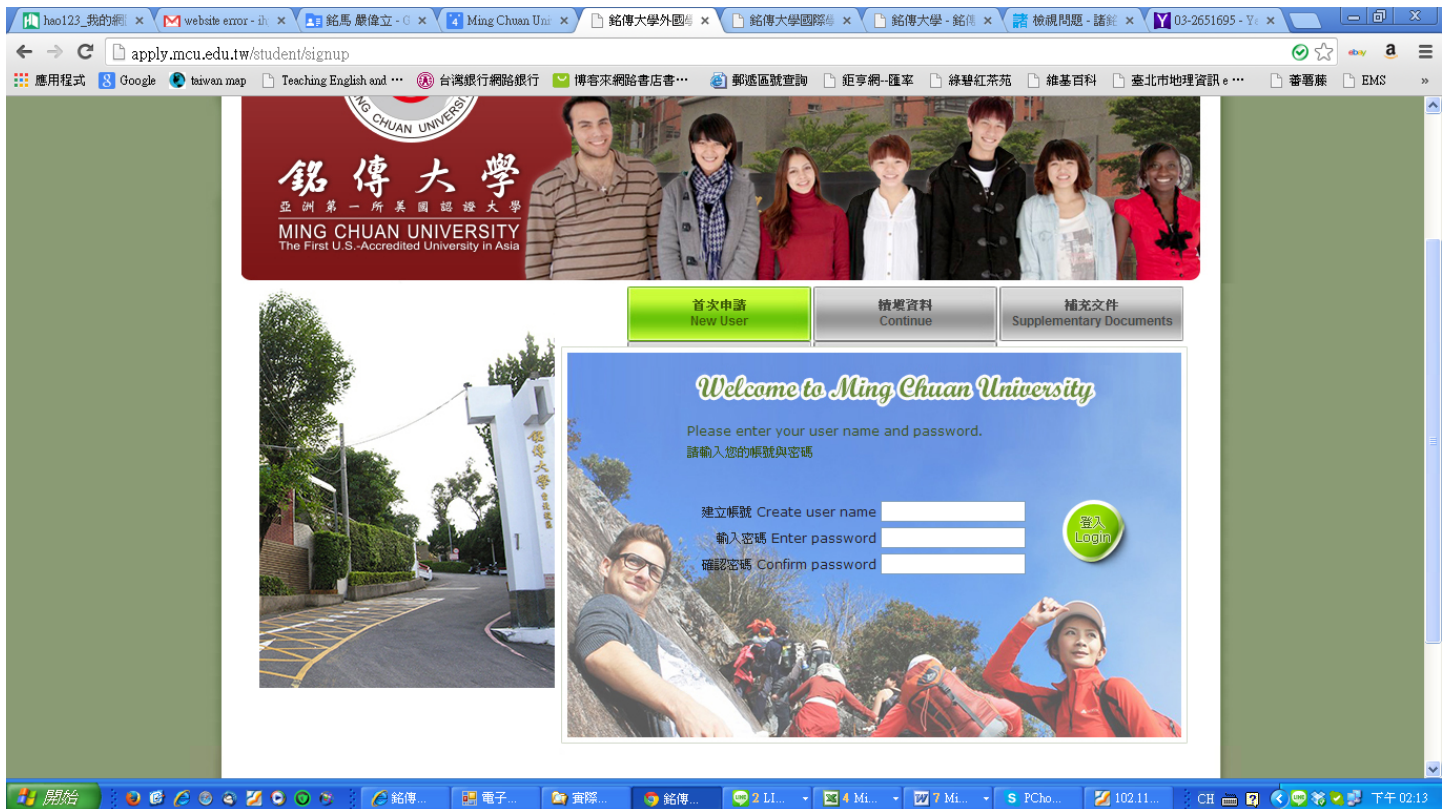 hao123_我的網
website error - ih
銘馬 嚴偉立 - G
Ming Chuan Uni
銘傳大學外國學
銘傳大學國際學
銘傳大學 - 銘傳
檢視問題 - 諸銘
03-2651695 - Ya
apply.mcu.edu.tw/student/signup
應用程式
Google
taiwan map
Teaching English and ⋯
台灣銀行網路銀行
博客來網路書店書⋯
郵遞區號查詢
鉅亨網--匯率
綠碧紅茶苑
維基百科
臺北市地理資訊 e ⋯
蕃薯藤
EMS
»
CHUAN UNIVERS
銘傳大學
亞洲第一所美國認證大學
MING CHUAN UNIVERSITY
The First U.S.-Accredited University in Asia
首次申請
New User
續填資料
Continue
補充文件
Supplementary Documents
銘傳大學
Welcome to Ming Chuan University
Please enter your user name and password.
請輸入您的帳號與密碼
建立帳號 Create user name
輸入密碼 Enter password
確認密碼 Confirm password
登入
Login
開始
銘傳...
電子...
實際...
銘傳...
2 LI...
4 Mi...
7 Mi...
PCho...
102.11...
CH
下午 02:13